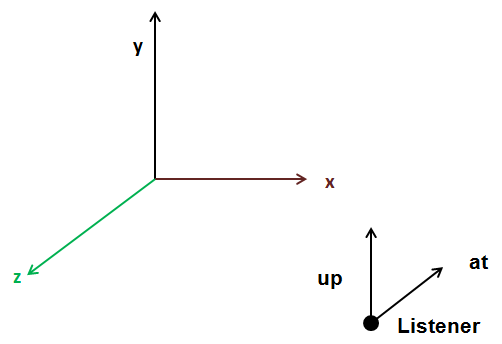 y
x
z
up
at
Listener